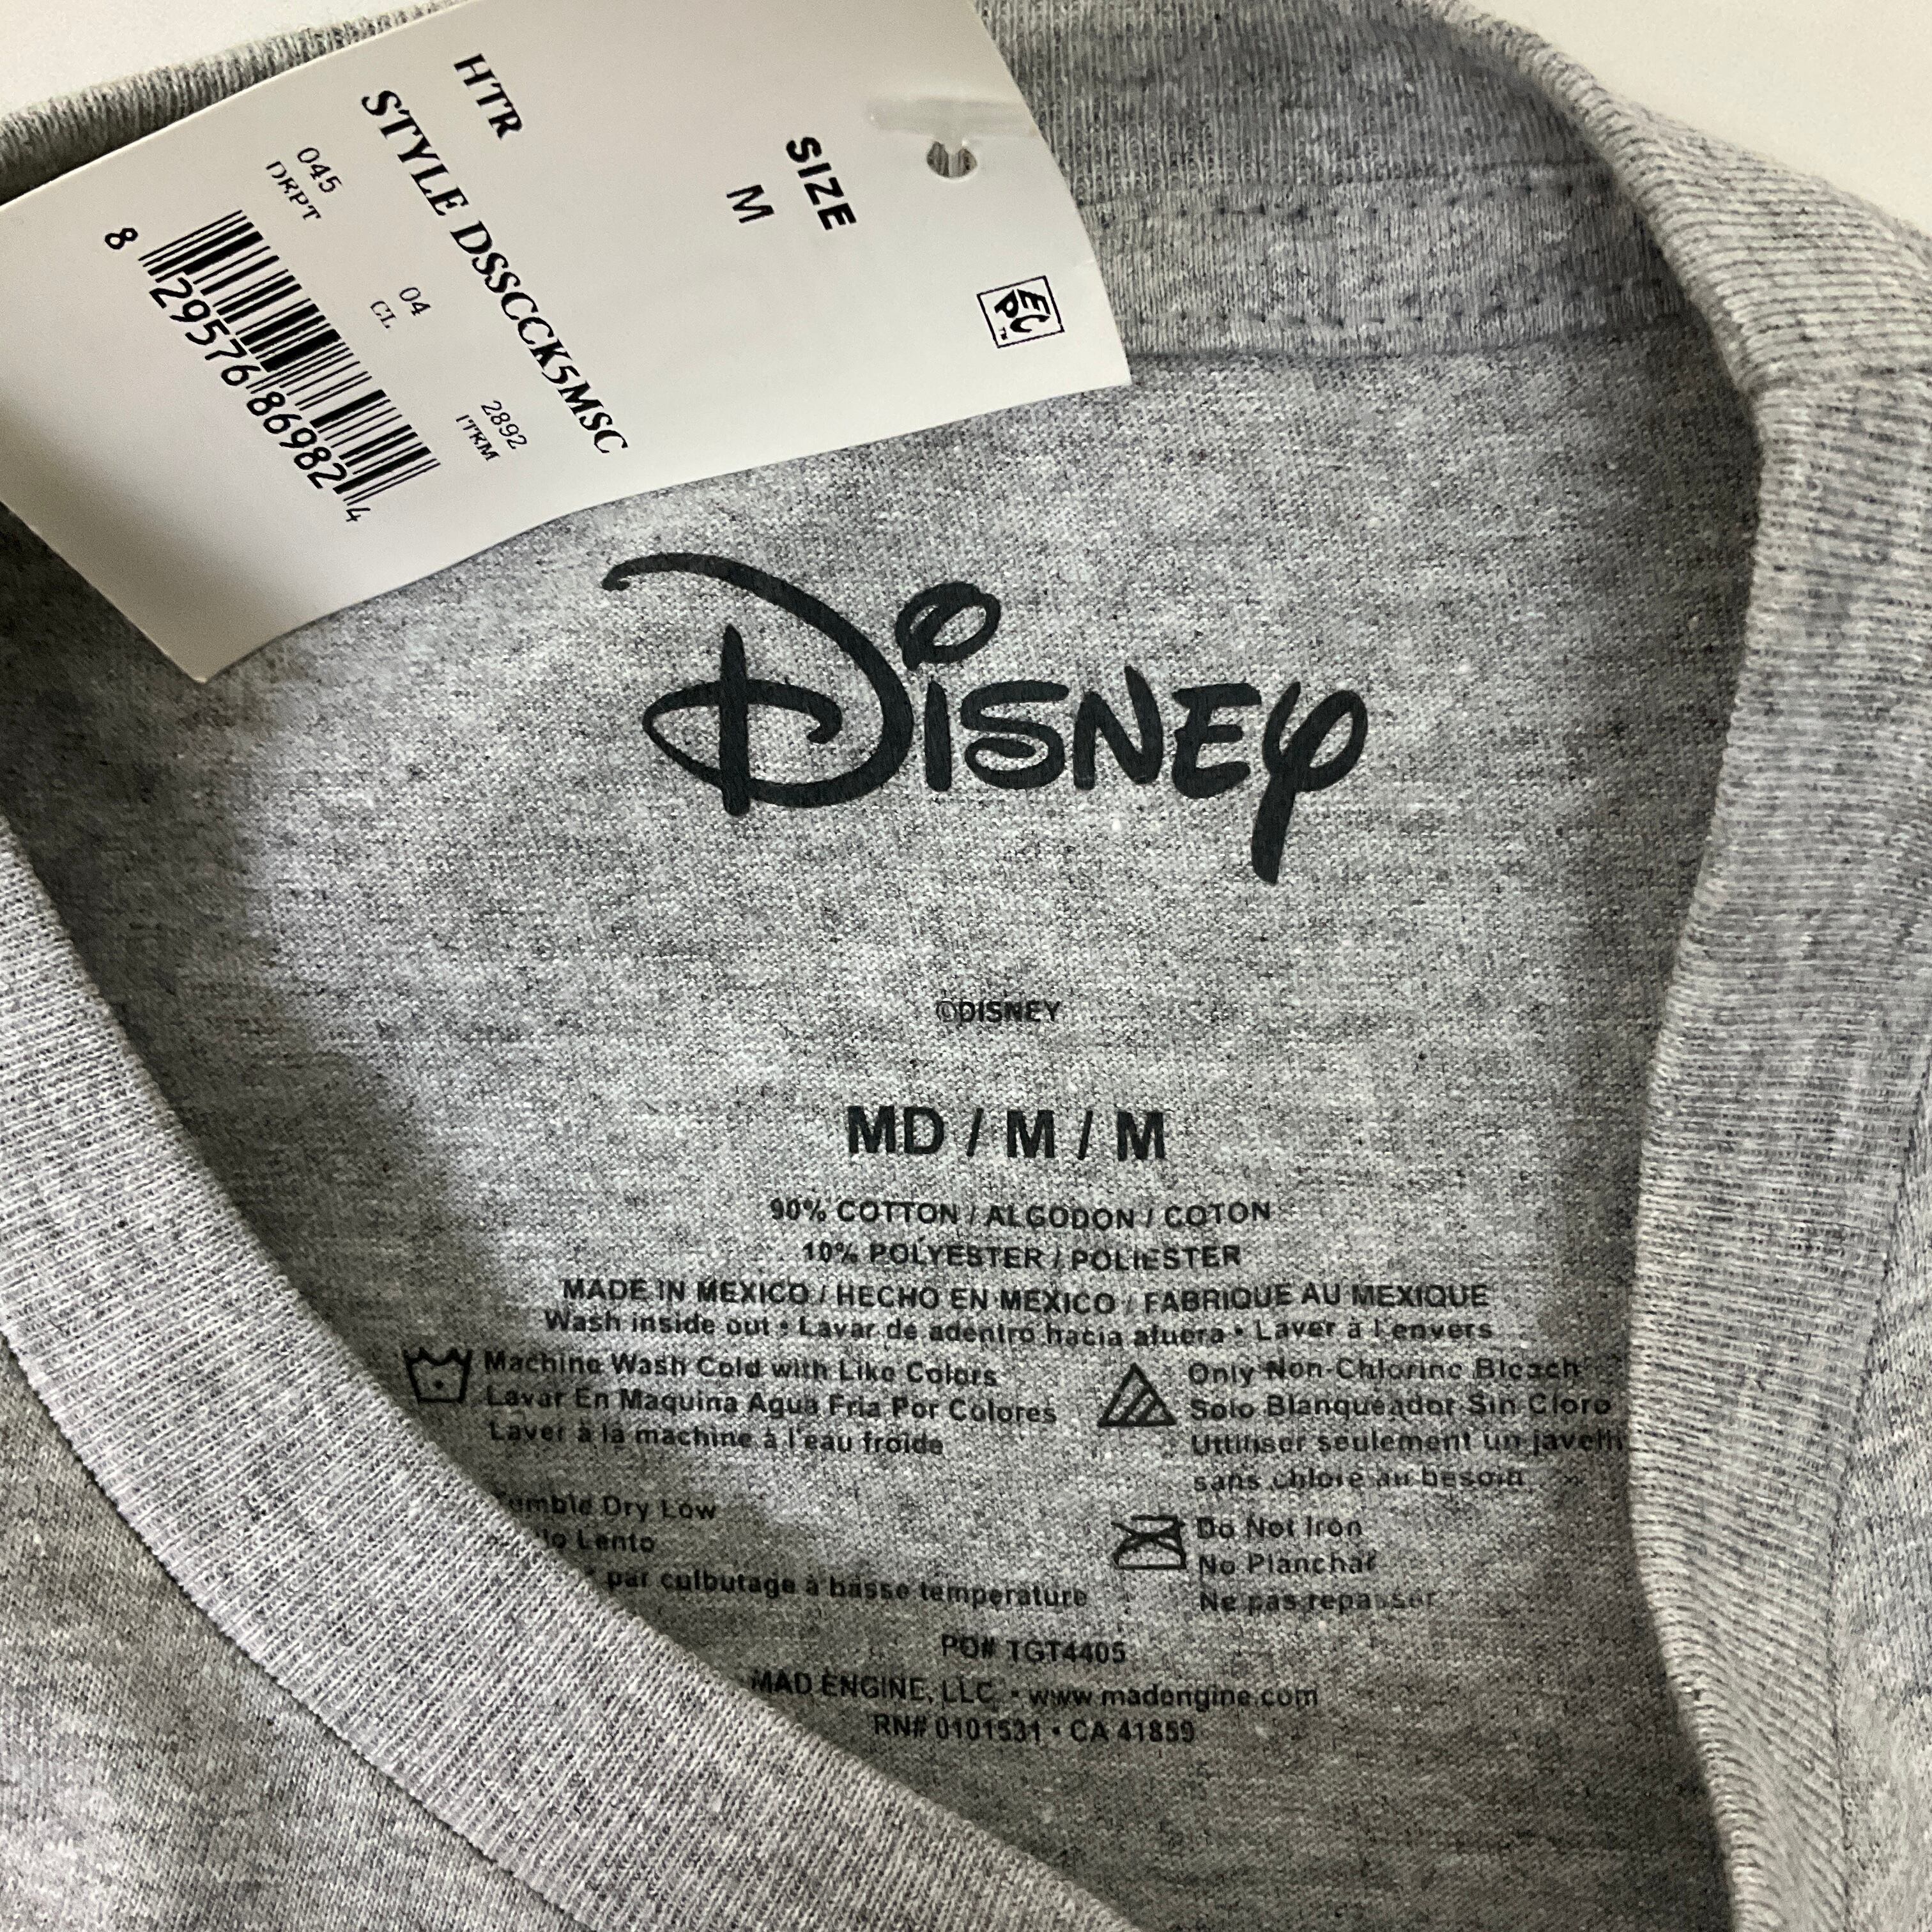 HTR
STYLE DSSCCK5MSC
SIZE
M
045 04 2892
DEPT CL ITEM
8 29576 86982 4
EPC™
Disney
©DISNEY
MD / M / M
90% COTTON / ALGODON / COTON
10% POLYESTER / POLIESTER
MADE IN MEXICO / HECHO EN MEXICO / FABRIQUE AU MEXIQUE
Wash inside out • Lavar de adentro hacia afuera • Laver à l'envers
Machine Wash Cold with Like Colors
Lavar En Maquina Agua Fria Por Colores
Laver à la machine à l'eau froide
Only Non-Chlorine Bleach
Solo Blanqueador Sin Cloro
Uttiliser seulement un javell
sans chlore au besoin
Tumble Dry Low
Lento
par culbutage à basse temperature
Do Not Iron
No Planchar
Ne pas repasser
PO# TGT4405
MAD ENGINE, LLC. • www.madengine.com
RN# 0101531 • CA 41859